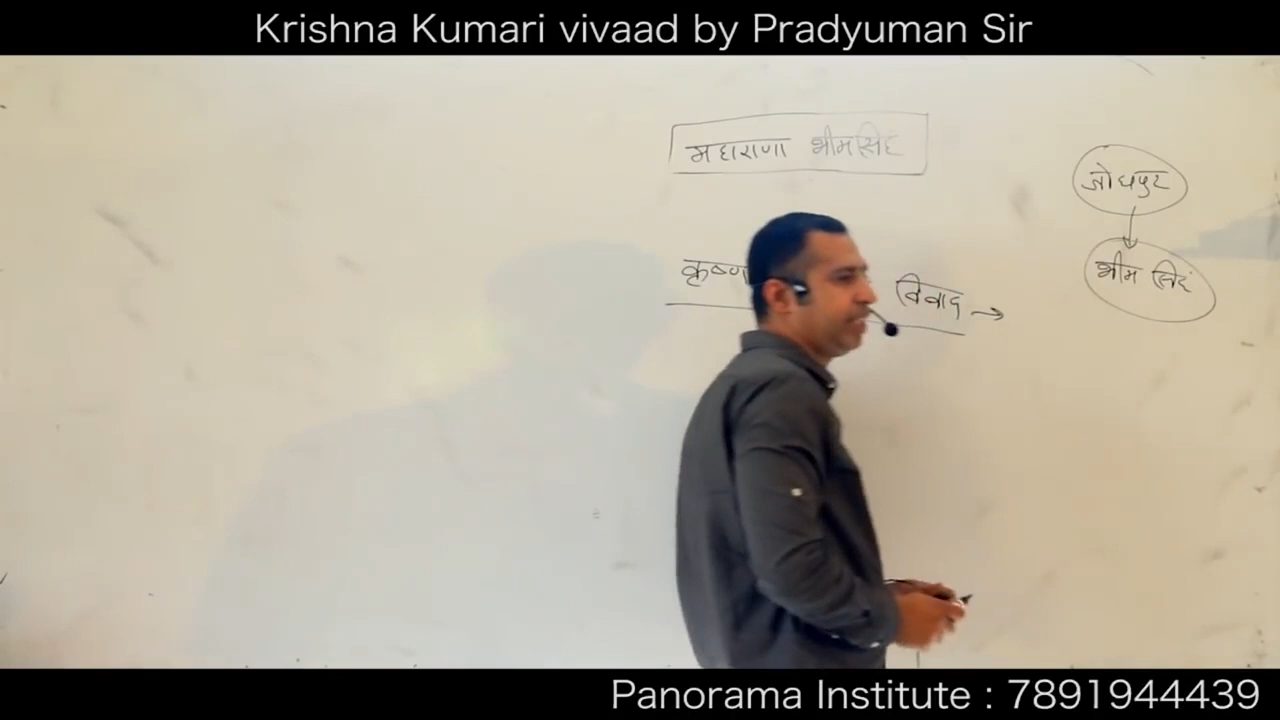 Krishna Kumari vivaad by Pradyuman Sir
महाराणा भीमसिंह
जोधपुर
कृष्ण
विवाद →
भीम सिंह
Panorama Institute : 7891944439